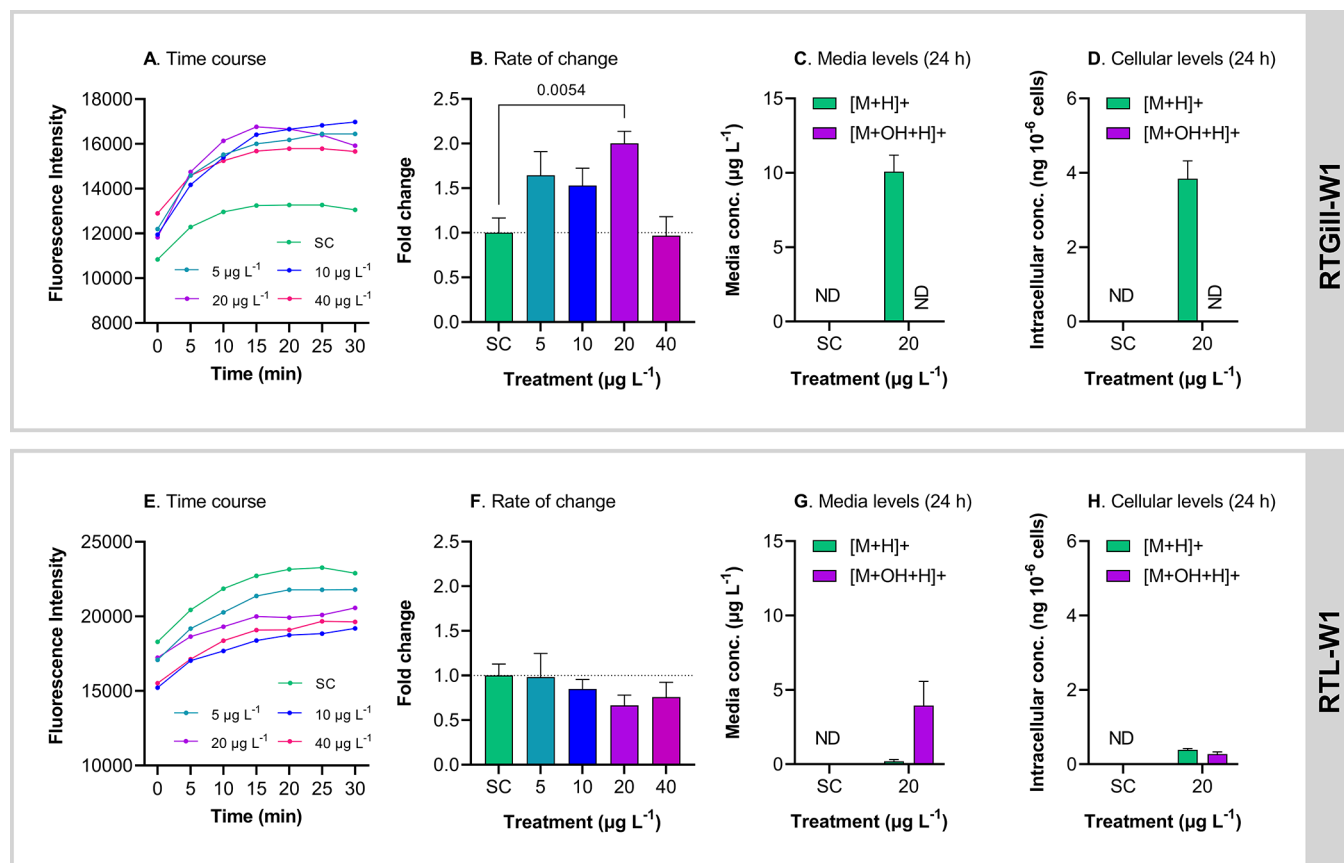 A. Time course
B. Rate of change
C. Media levels (24 h)
D. Cellular levels (24 h)
Fluorescence Intensity
18000
16000
14000
12000
10000
8000
SC
5 µg L-1
10 µg L-1
20 µg L-1
40 µg L-1
0 5 10 15 20 25 30
Time (min)
Fold change
2.5
2.0
1.5
1.0
0.5
0.0
0.0054
SC 5 10 20 40
Treatment (µg L-1)
Media conc. (µg L-1)
15
10
5
0
[M+H]+
[M+OH+H]+
ND
ND
SC 20
Treatment (µg L-1)
Intracellular conc. (ng 10-6 cells)
6
4
2
0
[M+H]+
[M+OH+H]+
ND
ND
SC 20
Treatment (µg L-1)
RTGill-W1
E. Time course
F. Rate of change
G. Media levels (24 h)
H. Cellular levels (24 h)
Fluorescence Intensity
25000
20000
15000
10000
SC
5 µg L-1
10 µg L-1
20 µg L-1
40 µg L-1
0 5 10 15 20 25 30
Time (min)
Fold change
2.5
2.0
1.5
1.0
0.5
0.0
SC 5 10 20 40
Treatment (µg L-1)
Media conc. (µg L-1)
15
10
5
0
[M+H]+
[M+OH+H]+
ND
SC 20
Treatment (µg L-1)
Intracellular conc. (ng 10-6 cells)
6
4
2
0
[M+H]+
[M+OH+H]+
ND
SC 20
Treatment (µg L-1)
RTL-W1